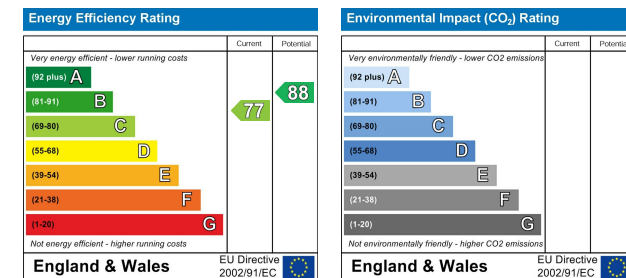 Energy Efficiency Rating
Current Potential
Very energy efficient - lower running costs
(92 plus) A
(81-91) B
(69-80) C
(55-68) D
(39-54) E
(21-38) F
(1-20) G
77
88
Not energy efficient - higher running costs
England & Wales
EU Directive
2002/91/EC
Environmental Impact (CO₂) Rating
Current Potential
Very environmentally friendly - lower CO2 emissions
(92 plus) A
(81-91) B
(69-80) C
(55-68) D
(39-54) E
(21-38) F
(1-20) G
Not environmentally friendly - higher CO2 emissions
England & Wales
EU Directive
2002/91/EC